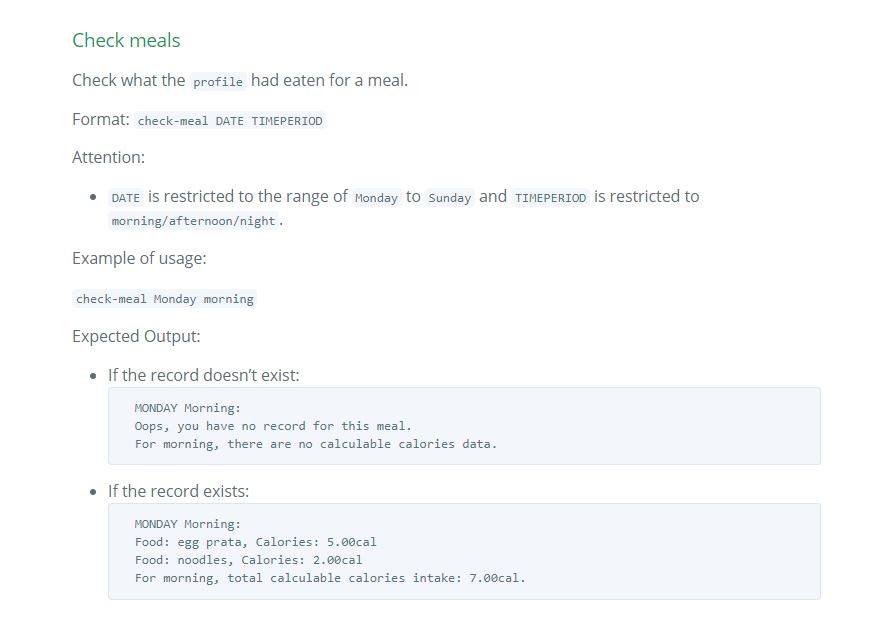 Check meals
Check what the profile had eaten for a meal.
Format: check-meal DATE TIMEPERIOD
Attention:
DATE is restricted to the range of Monday to Sunday and TIMEPERIOD is restricted to
morning/afternoon/night.
Example of usage:
check-meal Monday morning
Expected Output:
If the record doesn’t exist:
MONDAY Morning:
Oops, you have no record for this meal.
For morning, there are no calculable calories data.
If the record exists:
MONDAY Morning:
Food: egg prata, Calories: 5.00cal
Food: noodles, Calories: 2.00cal
For morning, total calculable calories intake: 7.00cal.